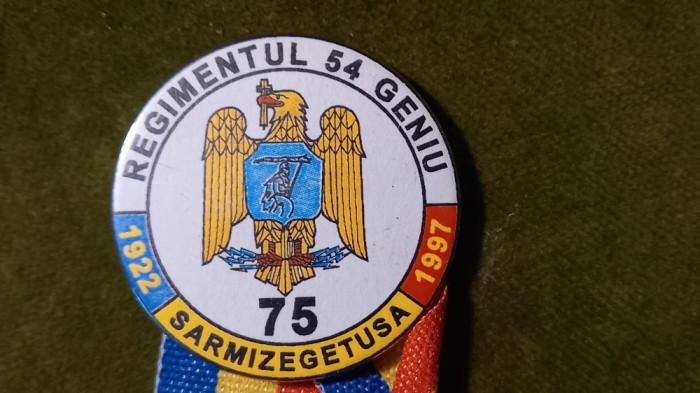 REGIMENTUL 54 GENIU
1922
1997
75
SARMIZEGETUSA